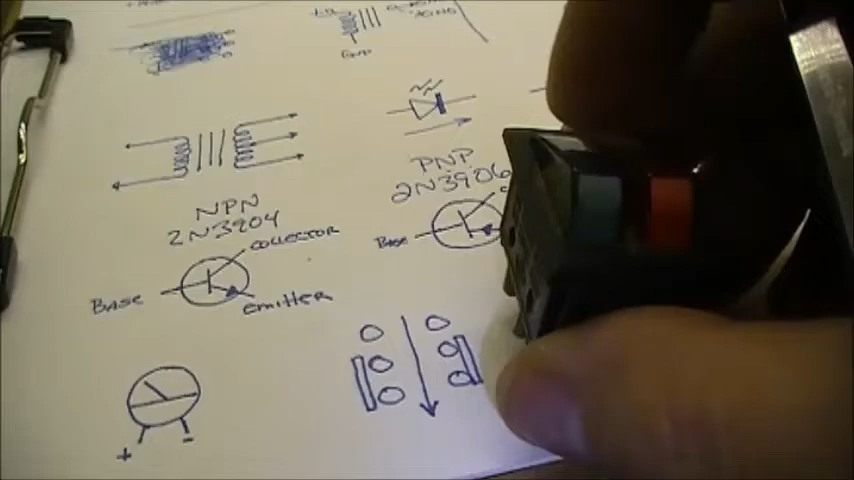 PNP
2N3906
NPN
2N3904
COLLECTOR
BASE
BASE
emitter
+ -